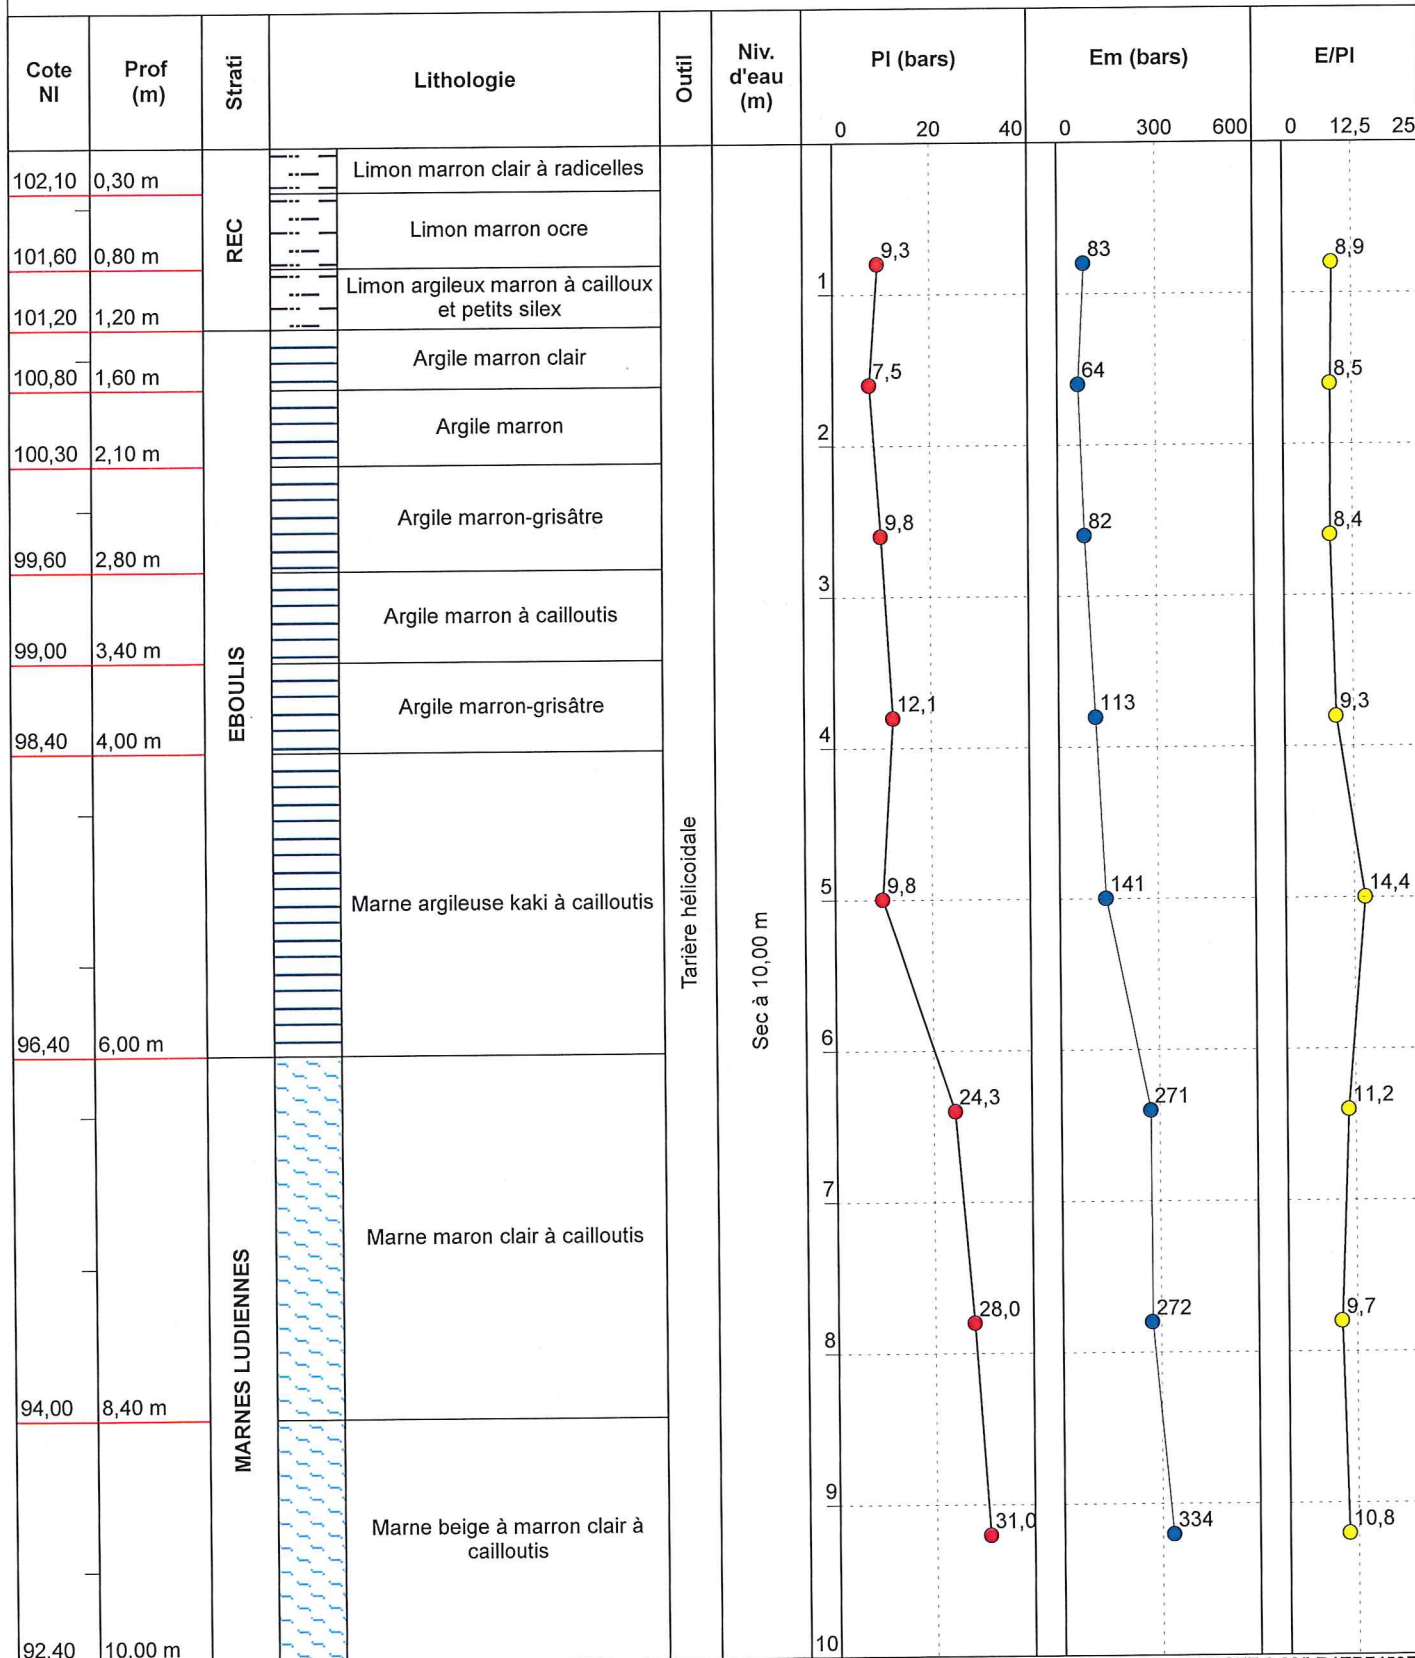 Cote
NI
Prof
(m)
Strati
Lithologie
Outil
Niv.
d'eau
(m)
Pl (bars)
0 20 40
Em (bars)
0 300 600
E/Pl
0 12,5 25
102,10 0,30 m
Limon marron clair à radicelles
REC
101,60 0,80 m
Limon marron ocre
101,20 1,20 m
Limon argileux marron à cailloux
et petits silex
EBOULIS
100,80 1,60 m
Argile marron clair
100,30 2,10 m
Argile marron
99,60 2,80 m
Argile marron-grisâtre
99,00 3,40 m
Argile marron à cailloutis
98,40 4,00 m
Argile marron-grisâtre
96,40 6,00 m
Marne argileuse kaki à cailloutis
MARNES LUDIENNES
94,00 8,40 m
Marne maron clair à cailloutis
92,40 10,00 m
Marne beige à marron clair à
cailloutis
Tarière hélicoidale
Sec à 10,00 m
9,3 83 8,9
1
7,5 64 8,5
2
9,8 82 8,4
3
12,1 113 9,3
4
9,8 141 14,4
5
6
24,3 271 11,2
7
28,0 272 9,7
8
9
31,0 334 10,8
10